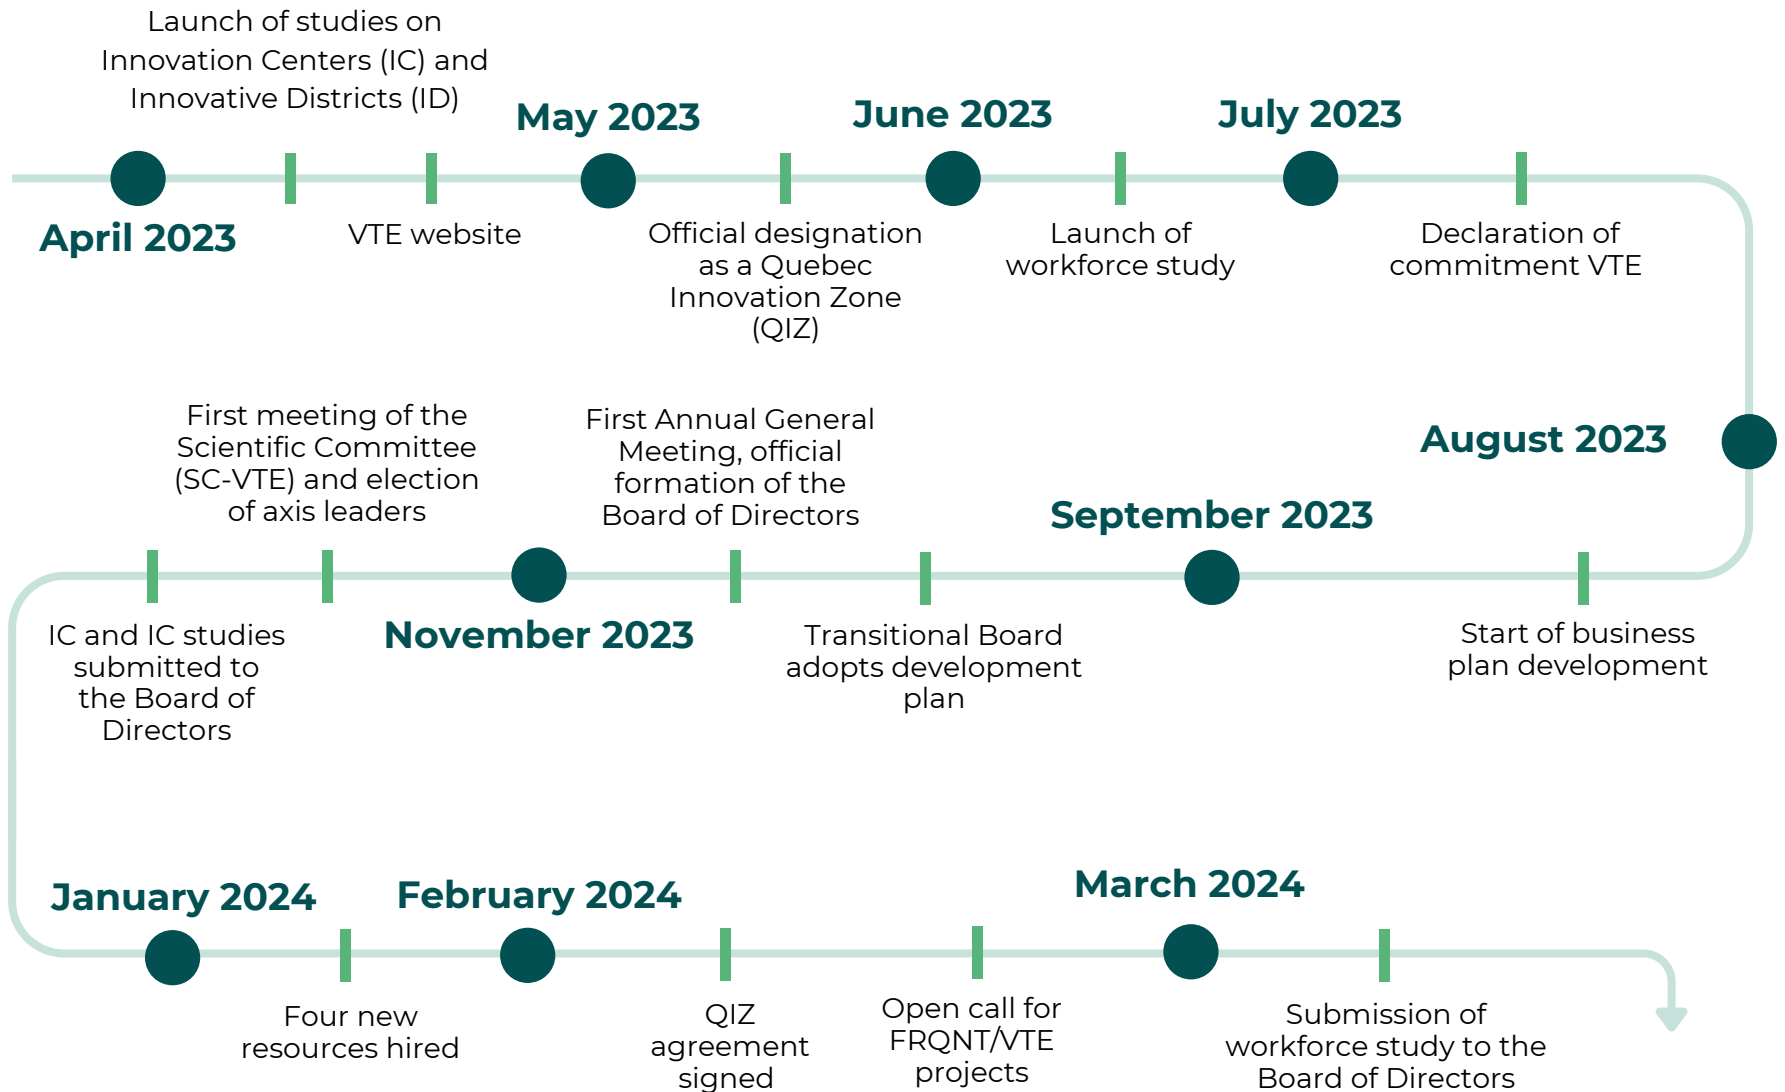 Launch of studies on
Innovation Centers (IC) and
Innovative Districts (ID)
May 2023
June 2023
July 2023
April 2023
VTE website
Official designation
as a Quebec
Innovation Zone
(QIZ)
Launch of
workforce study
Declaration of
commitment VTE
August 2023
September 2023
Start of business
plan development
First Annual General
Meeting, official
formation of the
Board of Directors
Transitional Board
adopts development
plan
First meeting of the
Scientific Committee
(SC-VTE) and election
of axis leaders
November 2023
IC and IC studies
submitted to
the Board of
Directors
January 2024
February 2024
March 2024
Four new
resources hired
QIZ
agreement
signed
Open call for
FRQNT/VTE
projects
Submission of
workforce study to the
Board of Directors